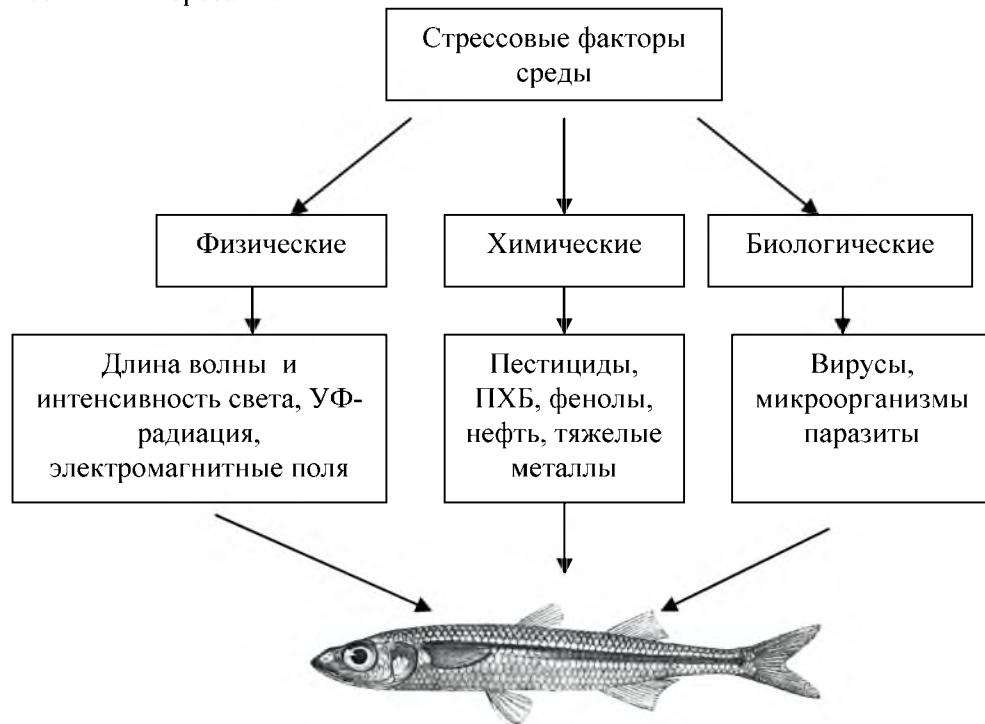 Стрессовые факторы
среды
Физические
Химические
Биологические
Длина волны и
интенсивность света, УФ-
радиация,
электромагнитные поля
Пестициды,
ПХБ, фенолы,
нефть, тяжелые
металлы
Вирусы,
микроорганизмы
паразиты